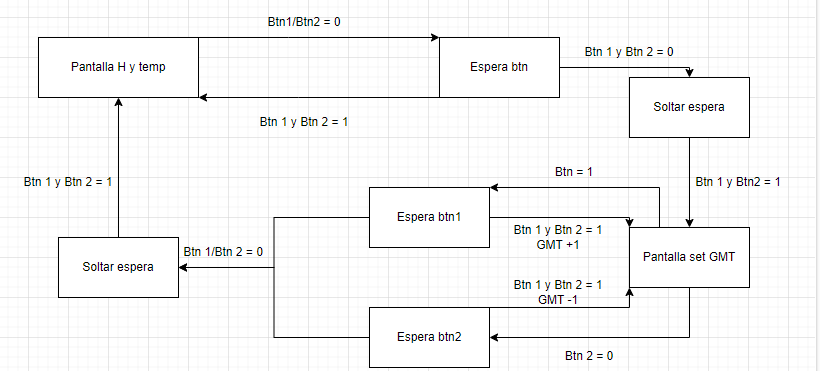 Btn1/Btn2 = 0
Pantalla H y temp
Espera btn
Btn 1 y Btn 2 = 0
Soltar espera
Btn 1 y Btn 2 = 1
Btn = 1
Btn 1 y Btn 2 = 1
Btn 1 y Btn2 = 1
Espera btn1
Btn 1 y Btn 2 = 1
GMT +1
Pantalla set GMT
Btn 1/Btn 2 = 0
Soltar espera
Btn 1 y Btn 2 = 1
GMT -1
Espera btn2
Btn 2 = 0